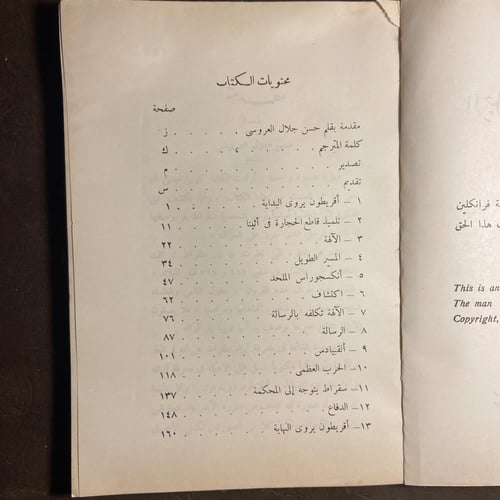 محتويات الكتاب
صفحة
مقدمة بقلم حسن جلال العروسى . . . . . ز
كلمة المترجم . . . . . . . ك
تصدير . . . . . . . . . م
تقديم . . . . . . . . . س
١ – أقريطون يروى البداية . . . . . . ١
٢ – تلميذ قاطع الحجارة فى أثينا . . . . . ١١
٣ – الآلهة . . . . . . . . ٢٢
٤ – المسير الطويل . . . . . . . ٣٤
٥ – أنكسجوراس الملحد . . . . . . ٤٧
٦ – اكتشاف . . . . . . . . ٦٢
٧ – الآلهة تكلفه بالرسالة . . . . . . ٧٦
٨ – الرسالة . . . . . . . . ٨٧
٩ – ألقبيادس . . . . . . . ١٠١
١٠– الحرب العظمى . . . . . . . ١١٨
١١– سقراط يتوجه إلى المحكمة . . . . . ١٣٧
١٢– الدفاع . . . . . . . . ١٤٨
١٣– أقريطون يروى النهاية . . . . . . ١٦٠
فرانكلين
هذا الحق
This is an
The man
Copyright,